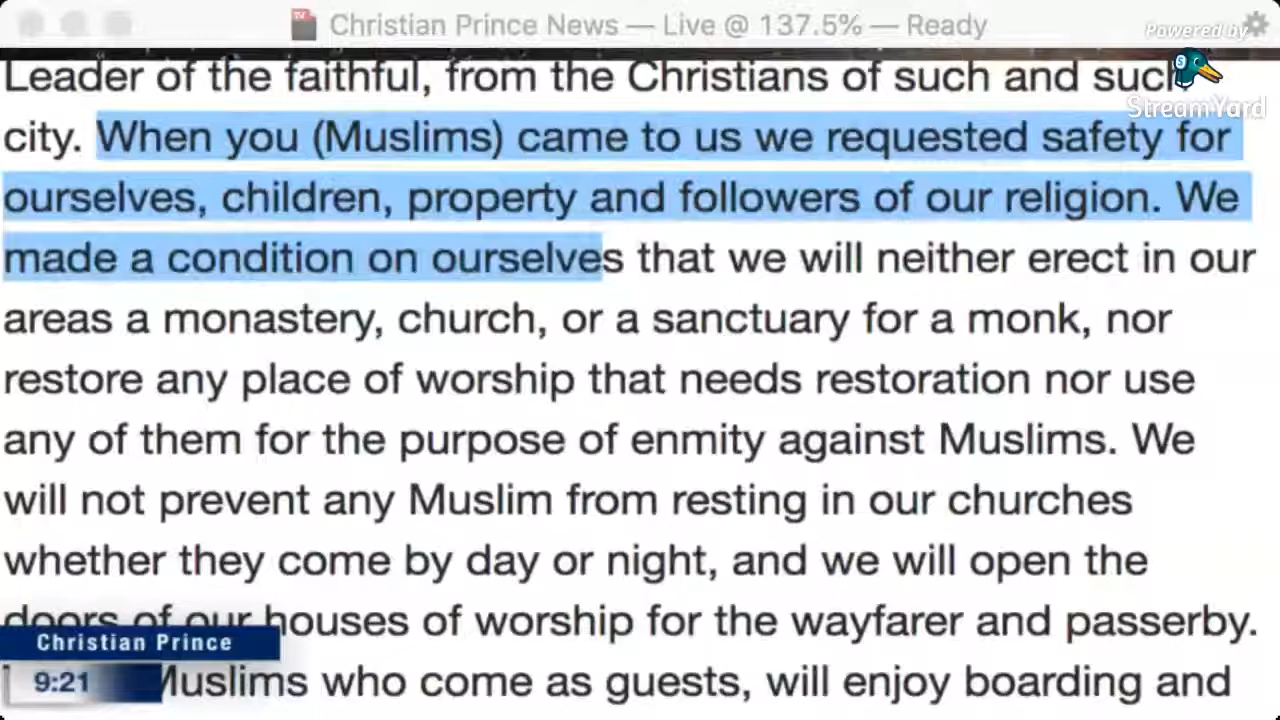 Christian Prince News — Live @ 137.5% — Ready
Powered by
StreamYard
Leader of the faithful, from the Christians of such and such
city. When you (Muslims) came to us we requested safety for
ourselves, children, property and followers of our religion. We
made a condition on ourselves that we will neither erect in our
areas a monastery, church, or a sanctuary for a monk, nor
restore any place of worship that needs restoration nor use
any of them for the purpose of enmity against Muslims. We
will not prevent any Muslim from resting in our churches
whether they come by day or night, and we will open the
doors of our houses of worship for the wayfarer and passerby.
Muslims who come as guests, will enjoy boarding and
Christian Prince
9:21